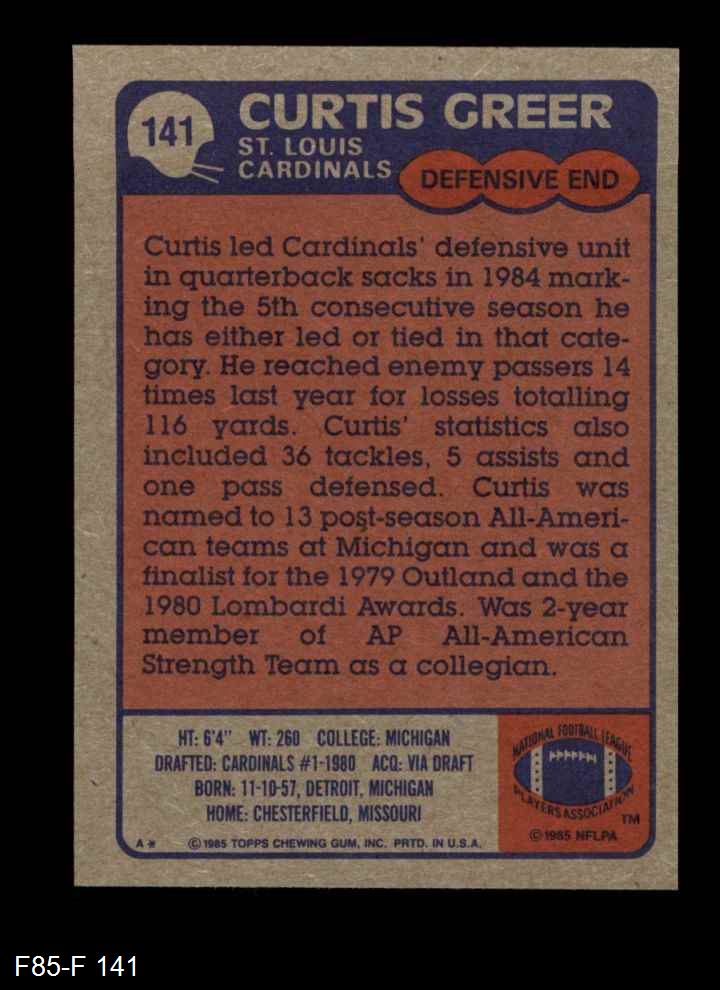 141
CURTIS GREER
ST. LOUIS
CARDINALS
DEFENSIVE END
Curtis led Cardinals' defensive unit
in quarterback sacks in 1984 mark-
ing the 5th consecutive season he
has either led or tied in that cate-
gory. He reached enemy passers 14
times last year for losses totalling
116 yards. Curtis' statistics also
included 36 tackles, 5 assists and
one pass defensed. Curtis was
named to 13 post-season All-Ameri-
can teams at Michigan and was a
finalist for the 1979 Outland and the
1980 Lombardi Awards. Was 2-year
member of AP All-American
Strength Team as a collegian.
HT: 6'4" WT: 260 COLLEGE: MICHIGAN
DRAFTED: CARDINALS #1-1980 ACQ: VIA DRAFT
BORN: 11-10-57, DETROIT, MICHIGAN
HOME: CHESTERFIELD, MISSOURI
A* © 1985 TOPPS CHEWING GUM, INC. PRTD. IN U.S.A.
NATIONAL FOOTBALL LEAGUE
PLAYERS ASSOCIATION
TM
© 1985 NFLPA
F85-F 141